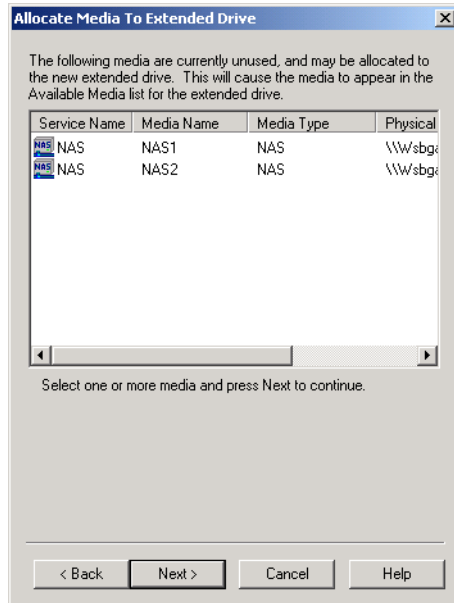 Allocate Media To Extended Drive
The following media are currently unused, and may be allocated to
the new extended drive. This will cause the media to appear in the
Available Media list for the extended drive.
Service Name Media Name Media Type Physical
NAS NAS NAS1 NAS \\Wsbga
NAS NAS NAS2 NAS \\Wsbga
Select one or more media and press Next to continue.
< Back Next > Cancel Help